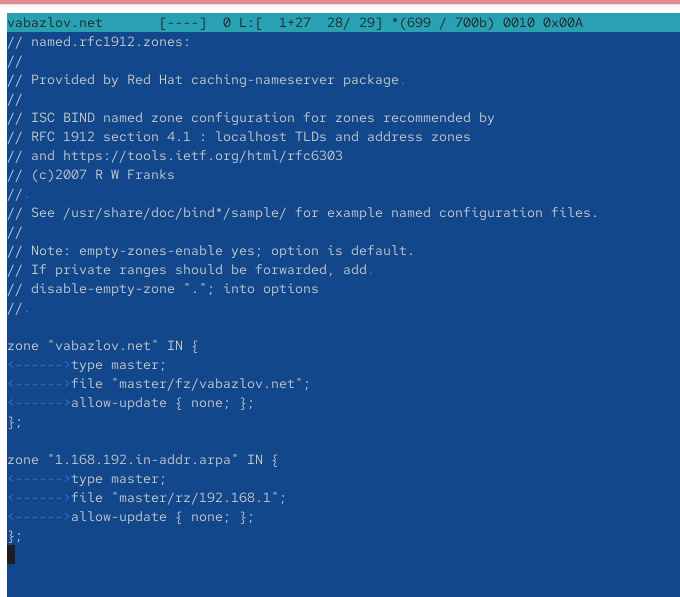 vabazlov.net [----] 0 L:[ 1+27 28/ 29] *(699 / 700b) 0010 0x00A
// named.rfc1912.zones:
//
// Provided by Red Hat caching-nameserver package.
//
// ISC BIND named zone configuration for zones recommended by
// RFC 1912 section 4.1 : localhost TLDs and address zones
// and https://tools.ietf.org/html/rfc6303
// (c)2007 R W Franks
//.
// See /usr/share/doc/bind*/sample/ for example named configuration files.
//
// Note: empty-zones-enable yes; option is default.
// If private ranges should be forwarded, add.
// disable-empty-zone "."; into options
//.
zone "vabazlov.net" IN {
<------>type master;
<------>file "master/fz/vabazlov.net";
<------>allow-update { none; };
};
zone "1.168.192.in-addr.arpa" IN {
<------>type master;
<------>file "master/rz/192.168.1";
<------>allow-update { none; };
};